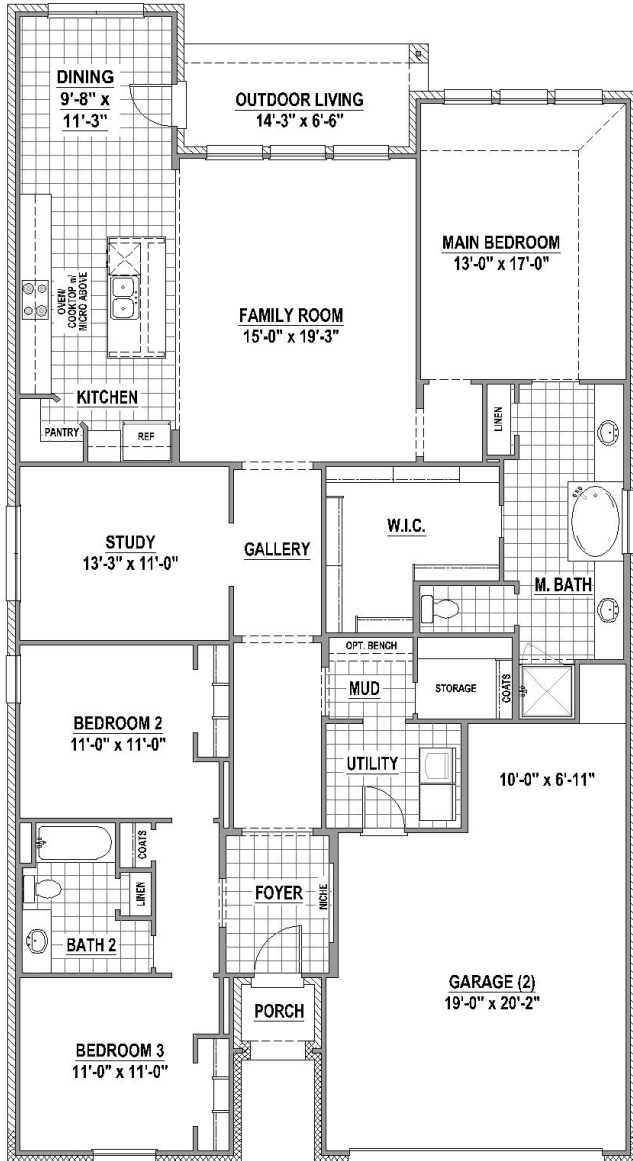 DINING
9'-8" x
11'-3"
OUTDOOR LIVING
14'-3" x 6'-6"
MAIN BEDROOM
13'-0" x 17'-0"
OVEN/
COOKTOP w/
MICRO ABOVE
FAMILY ROOM
15'-0" x 19'-3"
KITCHEN
PANTRY
REF
LINEN
STUDY
13'-3" x 11'-0"
GALLERY
W.I.C.
M. BATH
OPT. BENCH
MUD
STORAGE
COATS
BEDROOM 2
11'-0" x 11'-0"
UTILITY
10'-0" x 6'-11"
COATS
LINEN
FOYER
NICHE
BATH 2
GARAGE (2)
19'-0" x 20'-2"
PORCH
BEDROOM 3
11'-0" x 11'-0"